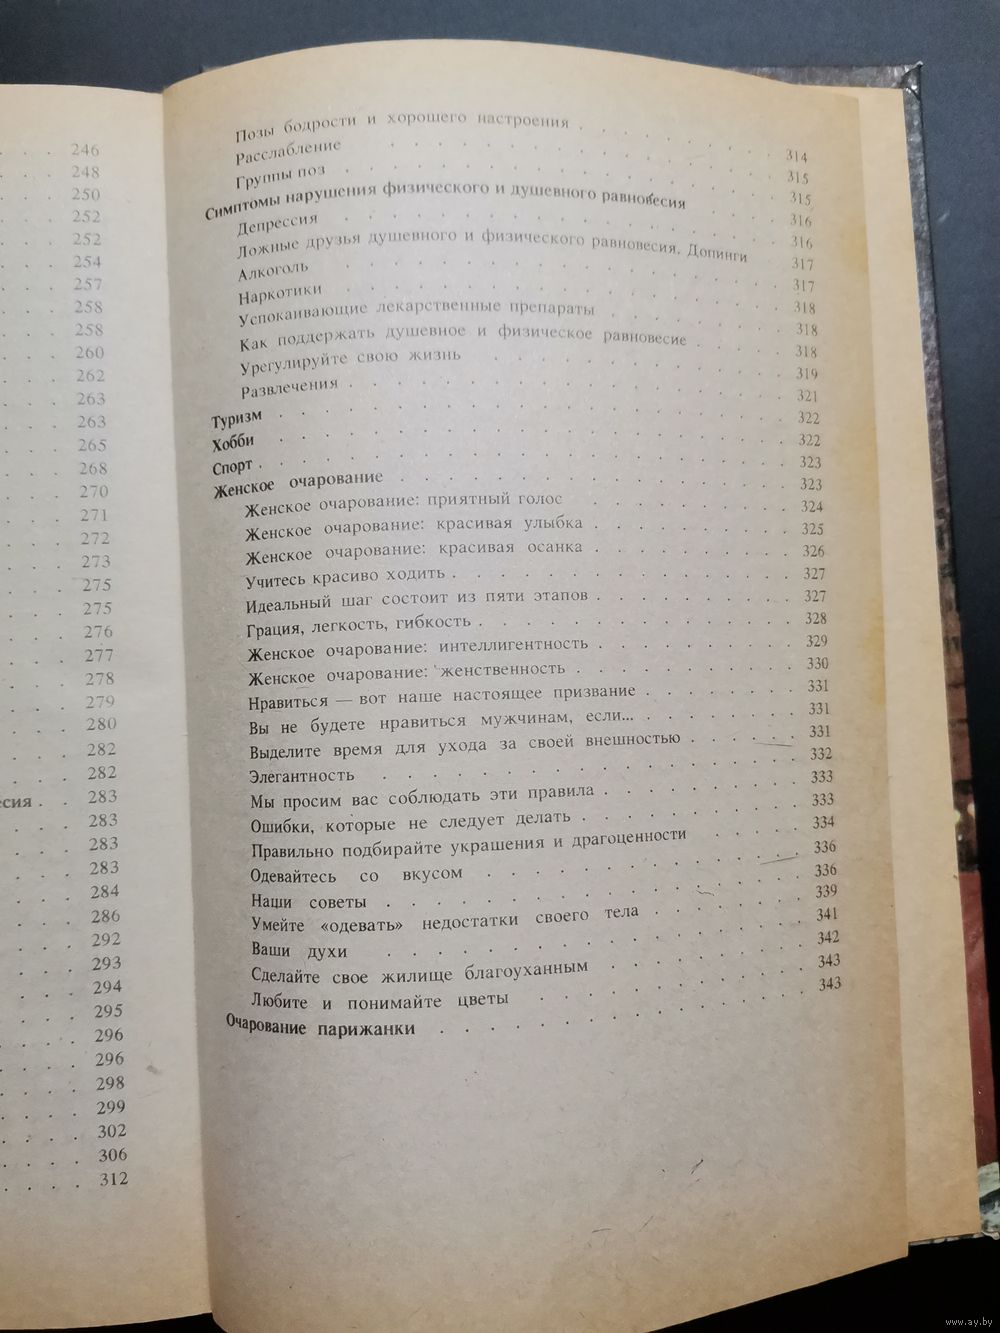 246
248
250
252
252
254
257
258
258
260
262
263
263
265
268
270
271
272
273
275
275
276
277
278
279
280
282
282
есия . . 283
283
283
283
284
286
292
293
294
295
296
296
298
299
302
306
312
Позы бодрости и хорошего настроения . . . . . 314
Расслабление . . . . . 315
Группы поз . . . . . 315
Симптомы нарушения физического и душевного равновесия . . . 316
Депрессия . . . . . 316
Ложные друзья душевного и физического равновесия. Допинги 317
Алкоголь . . . . . 317
Наркотики . . . . . 318
Успокаивающие лекарственные препараты . . . . . 318
Как поддержать душевное и физическое равновесие . . . . . 318
Урегулируйте свою жизнь . . . . . 319
Развлечения . . . . . 321
Туризм . . . . . 322
Хобби . . . . . 322
Спорт . . . . . 323
Женское очарование . . . . . 323
Женское очарование: приятный голос . . . . . 324
Женское очарование: красивая улыбка . . . . . 325
Женское очарование: красивая осанка . . . . . 326
Учитесь красиво ходить . . . . . 327
Идеальный шаг состоит из пяти этапов . . . . . 327
Грация, легкость, гибкость . . . . . 328
Женское очарование: интеллигентность . . . . . 329
Женское очарование: женственность . . . . . 330
Нравиться — вот наше настоящее призвание . . . . . 331
Вы не будете нравиться мужчинам, если... . . . . . 331
Выделите время для ухода за своей внешностью . . . . . 331
Элегантность . . . . . 332
Мы просим вас соблюдать эти правила . . . . . 333
Ошибки, которые не следует делать . . . . . 333
Правильно подбирайте украшения и драгоценности . . . . . 334
Одевайтесь со вкусом . . . . . 336
Наши советы . . . . . 336
Умейте «одевать» недостатки своего тела . . . . . 339
Ваши духи . . . . . 341
Сделайте свое жилище благоуханным . . . . . 342
Любите и понимайте цветы . . . . . 343
Очарование парижанки . . . . . 343
www.ay.by